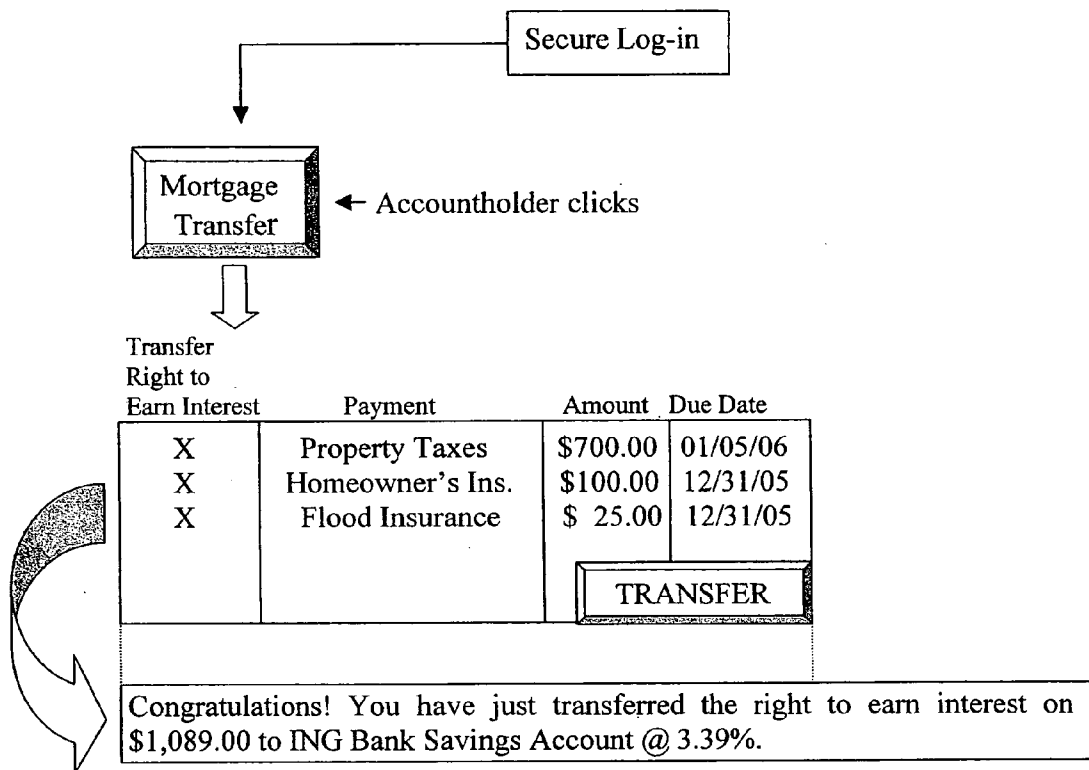 Secure Log-in
Mortgage
Transfer
Accountholder clicks
Transfer
Right to
Earn Interest Payment Amount Due Date
X Property Taxes $700.00 01/05/06
X Homeowner's Ins. $100.00 12/31/05
X Flood Insurance $ 25.00 12/31/05
TRANSFER
Congratulations! You have just transferred the right to earn interest on
$1,089.00 to ING Bank Savings Account @ 3.39%.